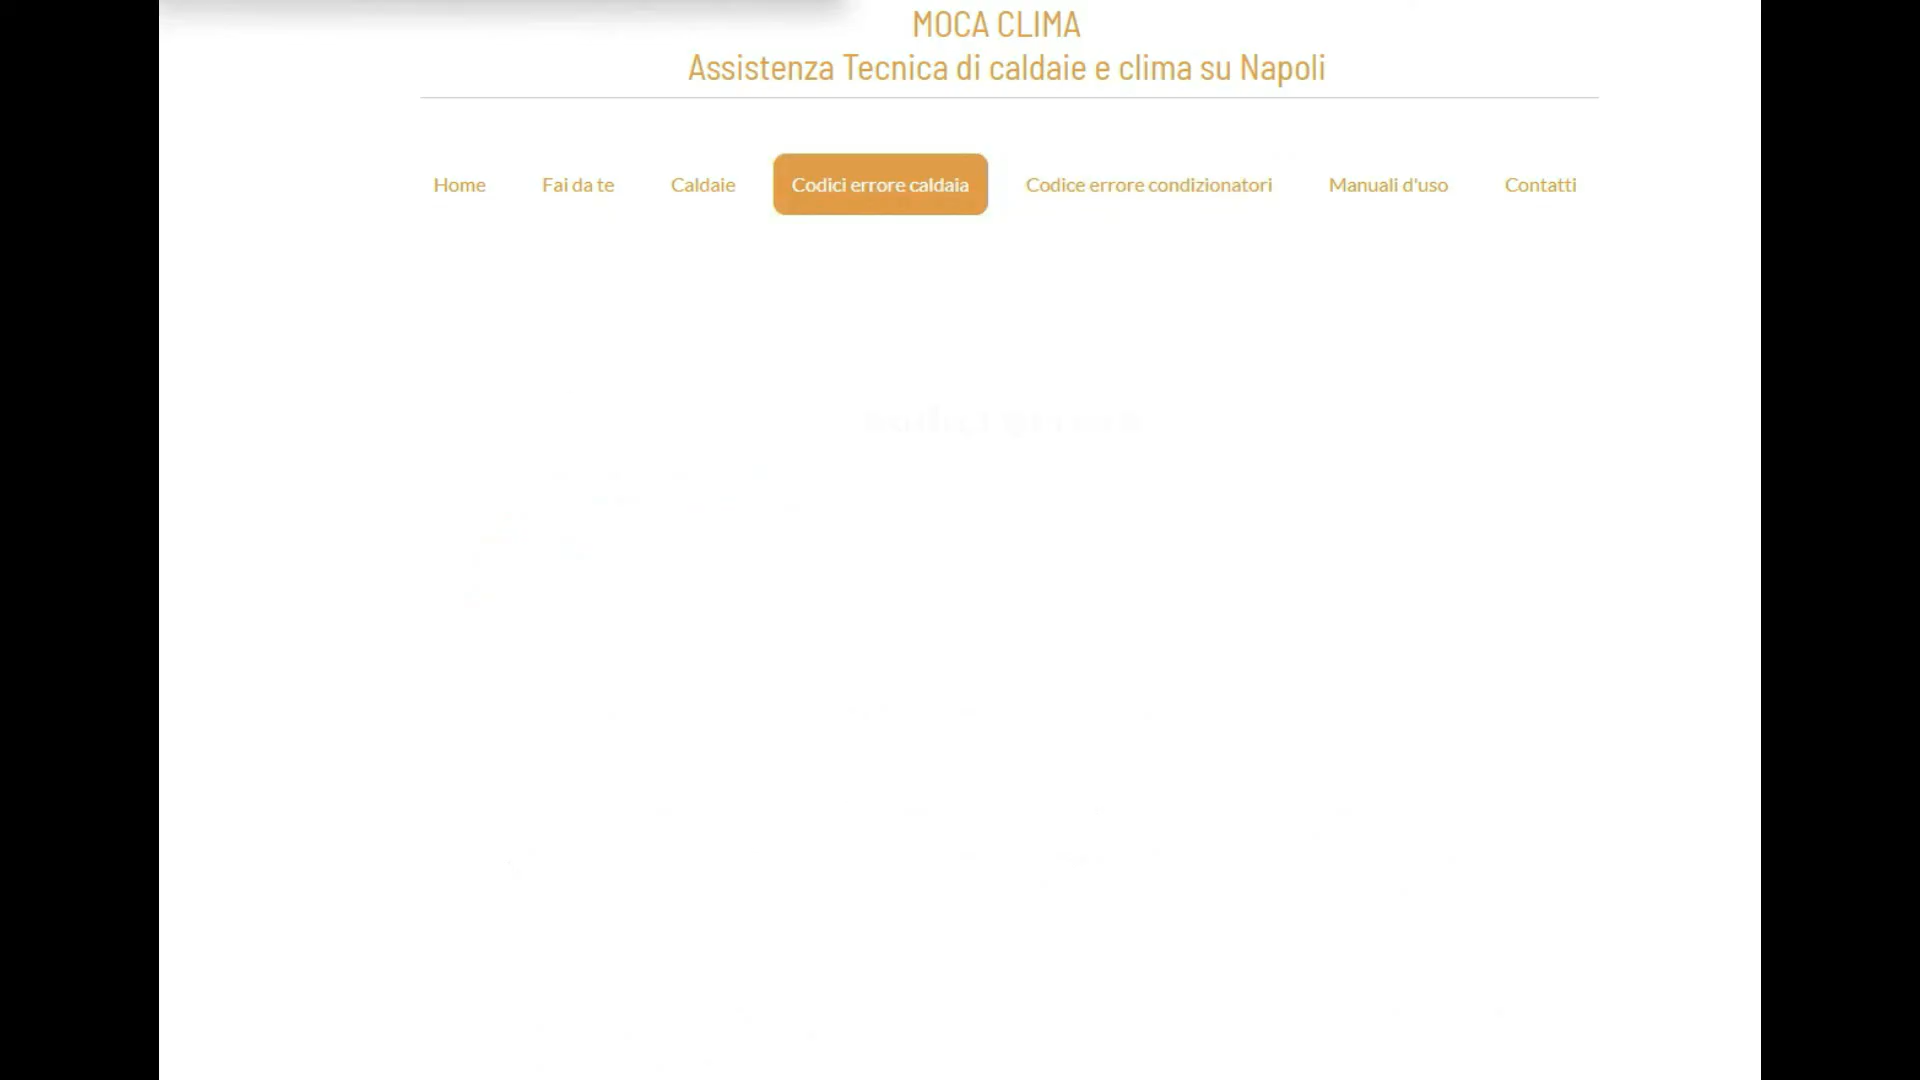 MOCA CLIMA
Assistenza Tecnica di caldaie e clima su Napoli
Home Fai da te Caldaie Codici errore caldaia Codice errore condizionatori Manuali d'uso Contatti